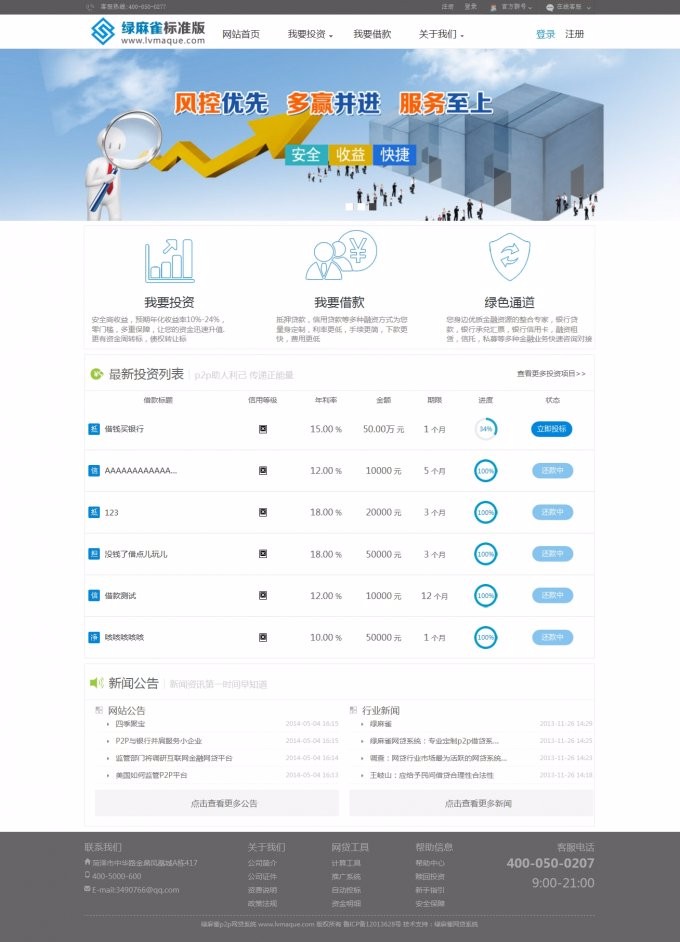 客服热线:400-050-0277
注册 登录 官方群号 在线客服
绿麻雀标准版
www.lvmaque.com
网站首页 我要投资 我要借款 关于我们 登录 注册
风控优先 多赢并进 服务至上
安全 收益 快捷
我要投资 我要借款 绿色通道
安全高收益，预期年化收益率10%-24%，
零门槛，多重保障，让您的资金迅速升值.
更有资金周转标，债权转让标
抵押贷款，信用贷款等多种融资方式为您
量身定制，利率更低，手续更简，下款更
快，费用更低
您身边优质金融资源的整合专家，银行贷
款，银行承兑汇票，银行信用卡，融资租
赁，信托，私募等多种金融业务快速咨询对接
最新投资列表 p2p助人利己 传递正能量 查看更多投资项目>>
借款标题 信用等级 年利率 金额 期限 进度 状态
抵 借钱买银行 15.00 % 50.00万 元 1 个月 34% 立即投标
信 AAAAAAAAAAAA... 12.00 % 10000 元 5 个月 100% 还款中
抵 123 18.00 % 20000 元 3 个月 100% 还款中
担 没钱了借点儿玩儿 18.00 % 50000 元 3 个月 100% 还款中
信 借款测试 12.00 % 10000 元 12 个月 100% 还款中
净 咳咳咳咳咳 10.00 % 50000 元 1 个月 100% 还款中
新闻公告 新闻资讯第一时间早知道
网站公告
四季聚宝 2014-05-04 16:15
P2P与银行并肩服务小企业 2014-05-04 16:15
监管部门将调研互联网金融网贷平台 2014-05-04 16:14
美国如何监管P2P平台 2014-05-04 16:13
点击查看更多公告
行业新闻
绿麻雀 2013-11-26 14:29
绿麻雀网贷系统：专业定制p2p借贷系... 2013-11-26 14:25
调查：网贷行业市场最为活跃的网贷系统... 2013-11-26 14:23
王岐山：应给予民间借贷合理性合法性 2013-11-26 14:18
点击查看更多新闻
联系我们 关于我们 网贷工具 帮助信息 客服电话
菏泽市中华路金膺凤凰城A栋417 公司简介 计算工具 帮助中心 400-050-0207
400-5000-600 公司证件 推广系统 赎回投资
E-mail:3490766@qq.com 资费说明 自动投标 新手指引 9:00-21:00
政策法规 资金明细 安全保障
绿麻雀p2p网贷系统 www.lvmaque.com 版权所有 鲁ICP备12013628号 技术支持：绿麻雀网贷系统